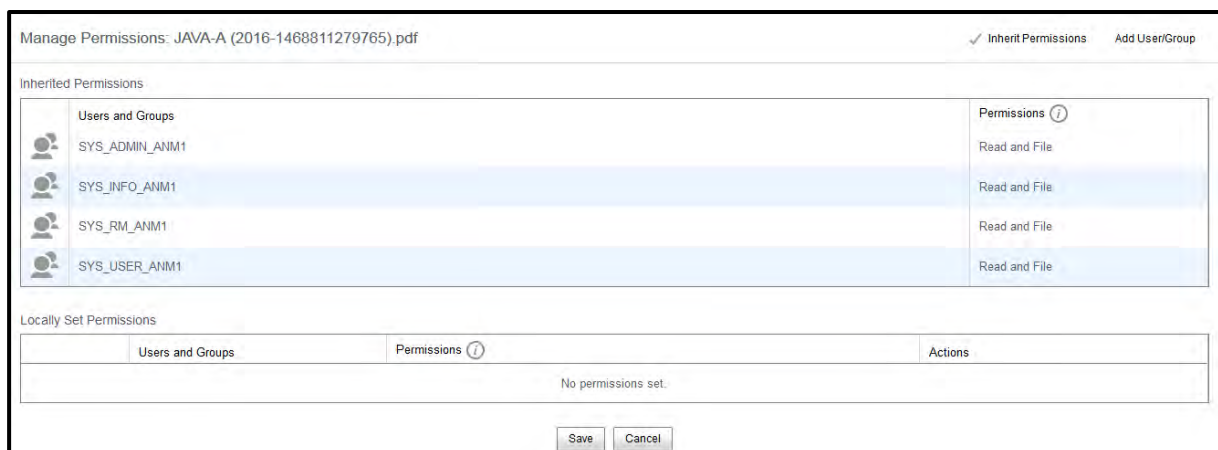 Manage Permissions: JAVA-A (2016-1468811279765).pdf Inherit Permissions Add User/Group
Inherited Permissions
Users and Groups Permissions
SYS_ADMIN_ANM1 Read and File
SYS_INFO_ANM1 Read and File
SYS_RM_ANM1 Read and File
SYS_USER_ANM1 Read and File
Locally Set Permissions
Users and Groups Permissions Actions
No permissions set.
Save Cancel